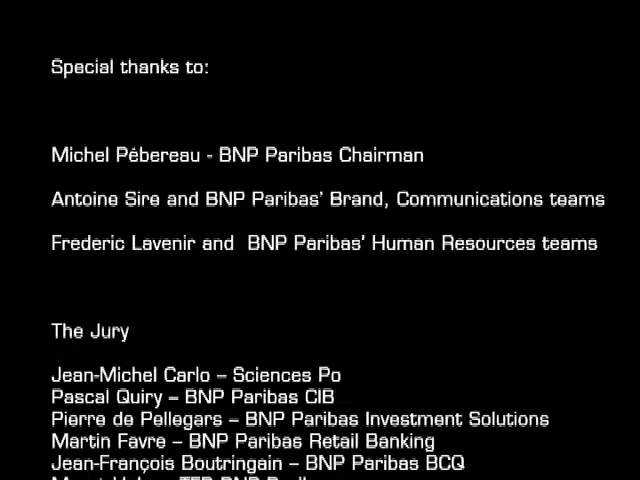 Special thanks to:
Michel Pébereau - BNP Paribas Chairman
Antoine Sire and BNP Paribas' Brand, Communications teams
Frederic Lavenir and BNP Paribas' Human Resources teams
The Jury
Jean-Michel Carlo – Sciences Po
Pascal Quiry – BNP Paribas CIB
Pierre de Pellegars – BNP Paribas Investment Solutions
Martin Favre – BNP Paribas Retail Banking
Jean-François Boutringain – BNP Paribas BCQ